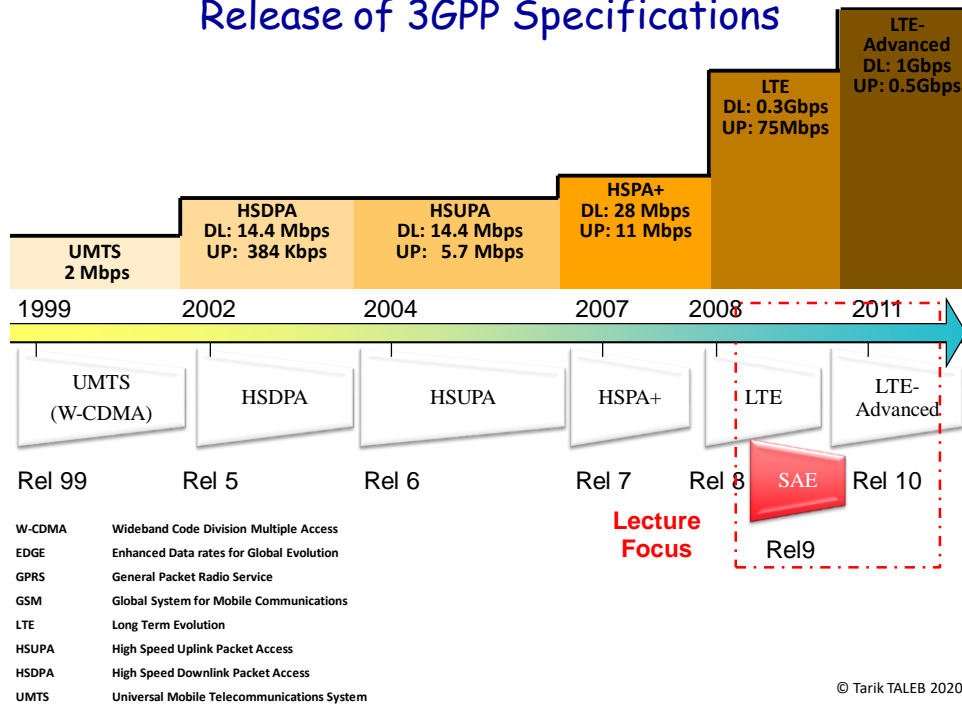 Release of 3GPP Specifications
LTE-
Advanced
DL: 1Gbps
UP: 0.5Gbps
LTE
DL: 0.3Gbps
UP: 75Mbps
HSPA+
DL: 28 Mbps
UP: 11 Mbps
HSDPA
DL: 14.4 Mbps
UP: 384 Kbps
HSUPA
DL: 14.4 Mbps
UP: 5.7 Mbps
UMTS
2 Mbps
1999 2002 2004 2007 2008 2011
UMTS
(W-CDMA)
HSDPA
HSUPA
HSPA+
LTE
LTE-
Advanced
Rel 99 Rel 5 Rel 6 Rel 7 Rel 8 SAE Rel 10
Lecture
Focus
Rel9
W-CDMA Wideband Code Division Multiple Access
EDGE Enhanced Data rates for Global Evolution
GPRS General Packet Radio Service
GSM Global System for Mobile Communications
LTE Long Term Evolution
HSUPA High Speed Uplink Packet Access
HSDPA High Speed Downlink Packet Access
UMTS Universal Mobile Telecommunications System
© Tarik TALEB 2020